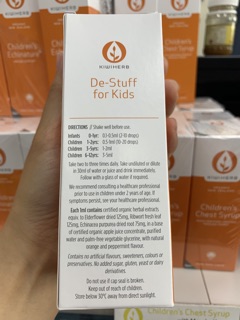 KIWIHERB
De-Stuff
for Kids
DIRECTIONS // Shake well before use.
Infants 0-1yr: 0.1-0.5ml (2-10 drops)
Children 1-2yrs: 0.5-1ml (10-20 drops)
Children 3-5yrs: 1-2ml
Children 6-12yrs: 3-5ml
Take two to three times daily. Take undiluted or dilute in
30ml of water or juice and drink immediately.
Follow with a glass of water if required.
We recommend consulting a healthcare professional
prior to use in children under 2 years of age. If
symptoms persist, see your healthcare professional.
Each 1ml contains certified organic herbal extracts
equiv. to Elderflower dried 125mg, Ribwort fresh leaf
125mg, Echinacea purpurea dried root 75mg, in a base
of certified organic apple juice concentrate, purified
water and palm-free vegetable glycerine, with natural
orange and peppermint flavour.
Contains no artificial flavours, sweeteners, colours or
preservatives. No added sugar, gluten, yeast or dairy
derivatives.
Do not use if cap seal is broken.
Keep out of reach of children.
Store below 30°C away from direct sunlight.
Children's
Echinature
Children's
Chest Syrup
Children's Chest Syrup